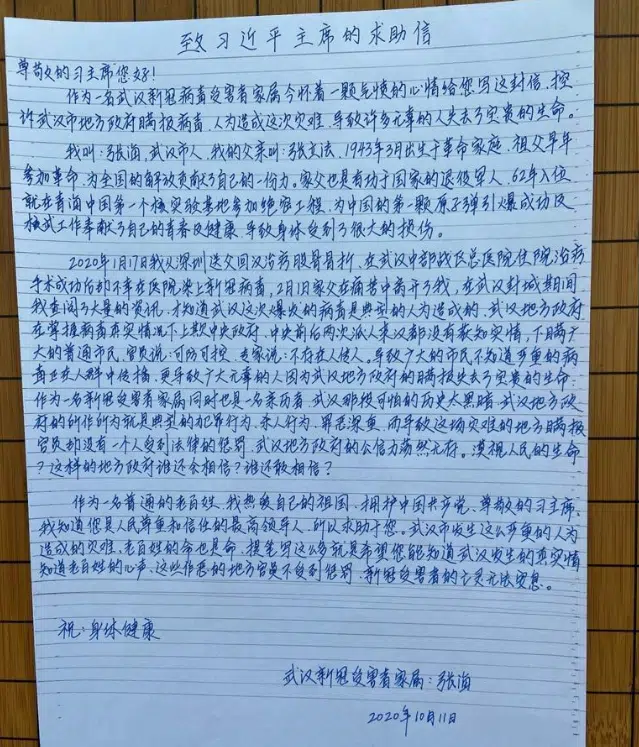 致习近平主席的求助信
尊敬的习主席您好!
作为一名武汉新冠病毒受害者家属今怀着一颗气愤的心情给您写这封信,控
诉武汉市地方政府瞒报病毒,人为造成这次灾难,导致许多无辜的人失去了宝贵的生命。
我叫:张海,武汉市人,我的父亲叫:张立法,1943年3月出生于革命家庭,祖父早年
参加革命,为全国的解放贡献了自己的一份力。家父也是有功于国家的退役军人,62年入伍
就在青海中国第一个核实验基地参加绝密工程,为中国的第一颗原子弹引爆成功及
核武工作奉献了自己的青春及健康,导致身体受到了很大的损伤。
2020年1月17日我从深圳送父回汉治疗股骨骨折,在武汉中部战区总医院住院治疗
手术成功后却不幸在医院染上新冠病毒,2月1日家父在痛苦中离开了我,在武汉封城期间
我查阅了大量的资讯,才知道武汉这次爆发的病毒是典型的人为造成的,武汉地方政府
在掌握病毒真实情况下上欺中央政府,中央前后两次派人来汉都没有获知实情,下瞒广
大的普通市民,官员说:可防可控,专家说:不存在人传人,导致广大的市民不知道严重的病
毒正在人群中传播,更导致广大无辜的人因为武汉地方政府的瞒报失去了宝贵的生命。
作为一名新冠受害者家属同时也是一名亲历者,武汉那段可怕的历史太黑暗,武汉地方政
府的所作所为就是典型的犯罪行为、杀人行为、罪恶深重,而导致这场灾难的地方瞒报
官员却没有一个人受到法律的惩罚,武汉地方政府的公信力荡然无存。漠视人民的生命
?这样的地方政府谁还会相信?谁还敢相信?
作为一名普通的老百姓,我热爱自己的祖国,拥护中国共产党,尊敬的习主席,
我知道您是人民尊重和信任的最高领导人,所以求助于您。武汉市发生这么严重的人为
造成的灾难,老百姓的命也是命,提笔写这么多就是希望您能知道武汉发生的真实情
知道老百姓的心声,这些作恶的地方官员不受到惩罚,新冠受害者的亡灵无法安息。
祝:身体健康
武汉新冠受害者家属:张海
2020年10月11日